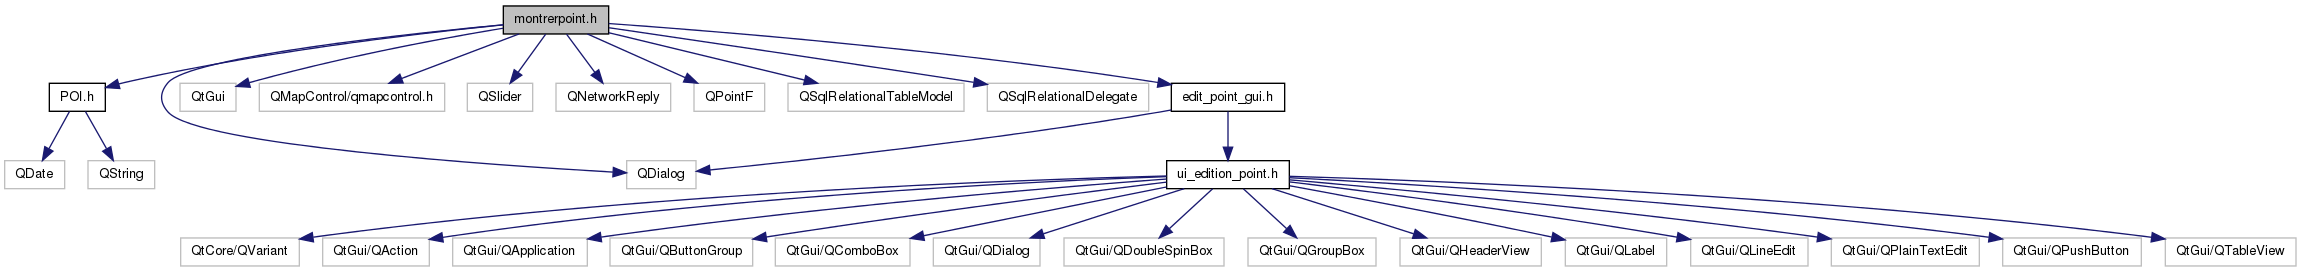 montrerpoint.h
POI.h
QtGui
QMapControl/qmapcontrol.h
QSlider
QNetworkReply
QPointF
QSqlRelationalTableModel
QSqlRelationalDelegate
edit_point_gui.h
QDate
QString
QDialog
ui_edition_point.h
QtCore/QVariant
QtGui/QAction
QtGui/QApplication
QtGui/QButtonGroup
QtGui/QComboBox
QtGui/QDialog
QtGui/QDoubleSpinBox
QtGui/QGroupBox
QtGui/QHeaderView
QtGui/QLabel
QtGui/QLineEdit
QtGui/QPlainTextEdit
QtGui/QPushButton
QtGui/QTableView